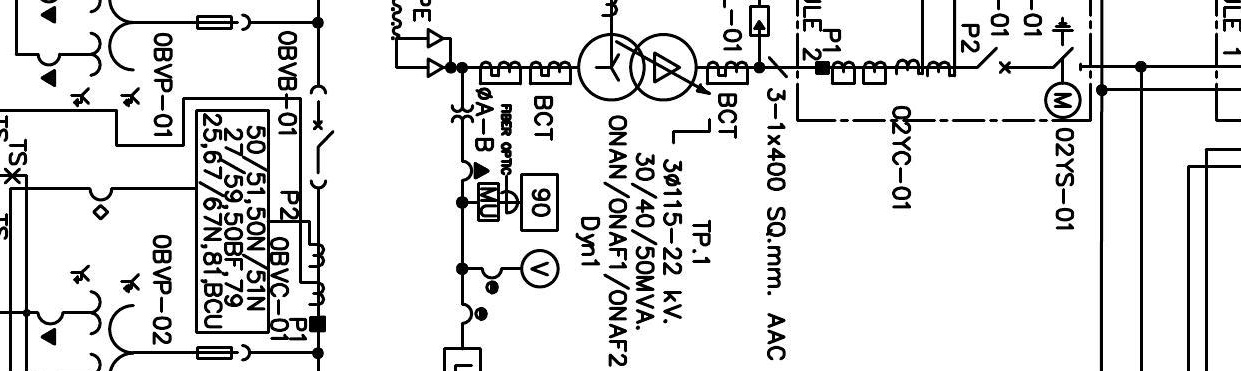 P1
P2
-01
-01
02YC-01
02YS-01
M
3-1x400 SQ.mm. AAC
-01
BCT
TP.1
3ø115-22 kV.
30/40/50MVA.
ONAN/ONAF1/ONAF2
Dyn1
BCT
90
FIBER OPTIC
MU
øA-B
V
PE
0BVB-01
P2
0BVC-01
P1
50/51,50N/51N
27/59,50BF,79
25,67/67N,81,BCU
0BVP-01
0BVP-02
TS
TS